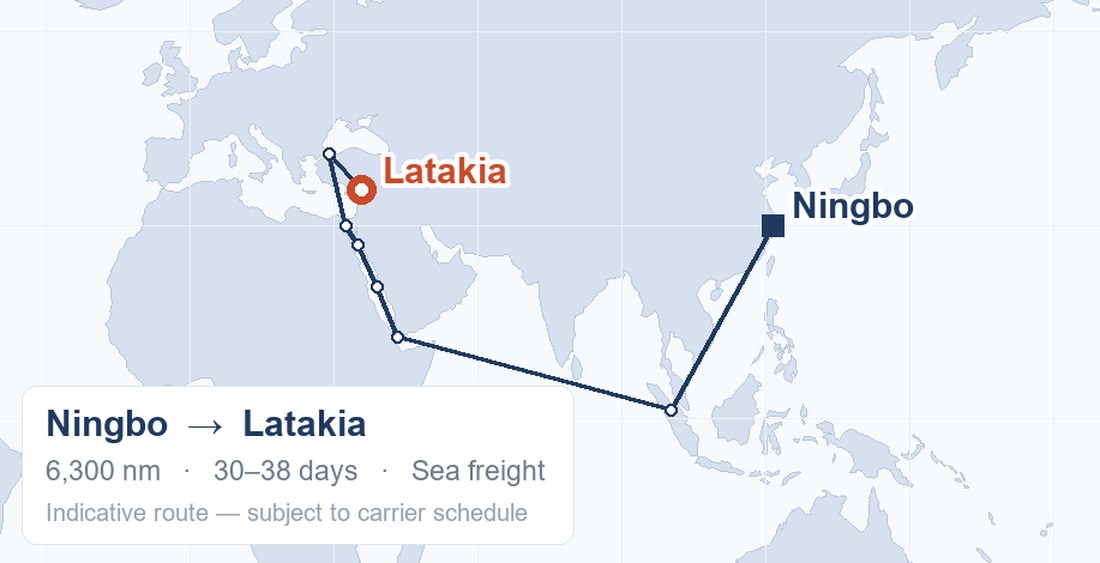 Latakia
Ningbo
Ningbo → Latakia
6,300 nm · 30–38 days · Sea freight
Indicative route — subject to carrier schedule